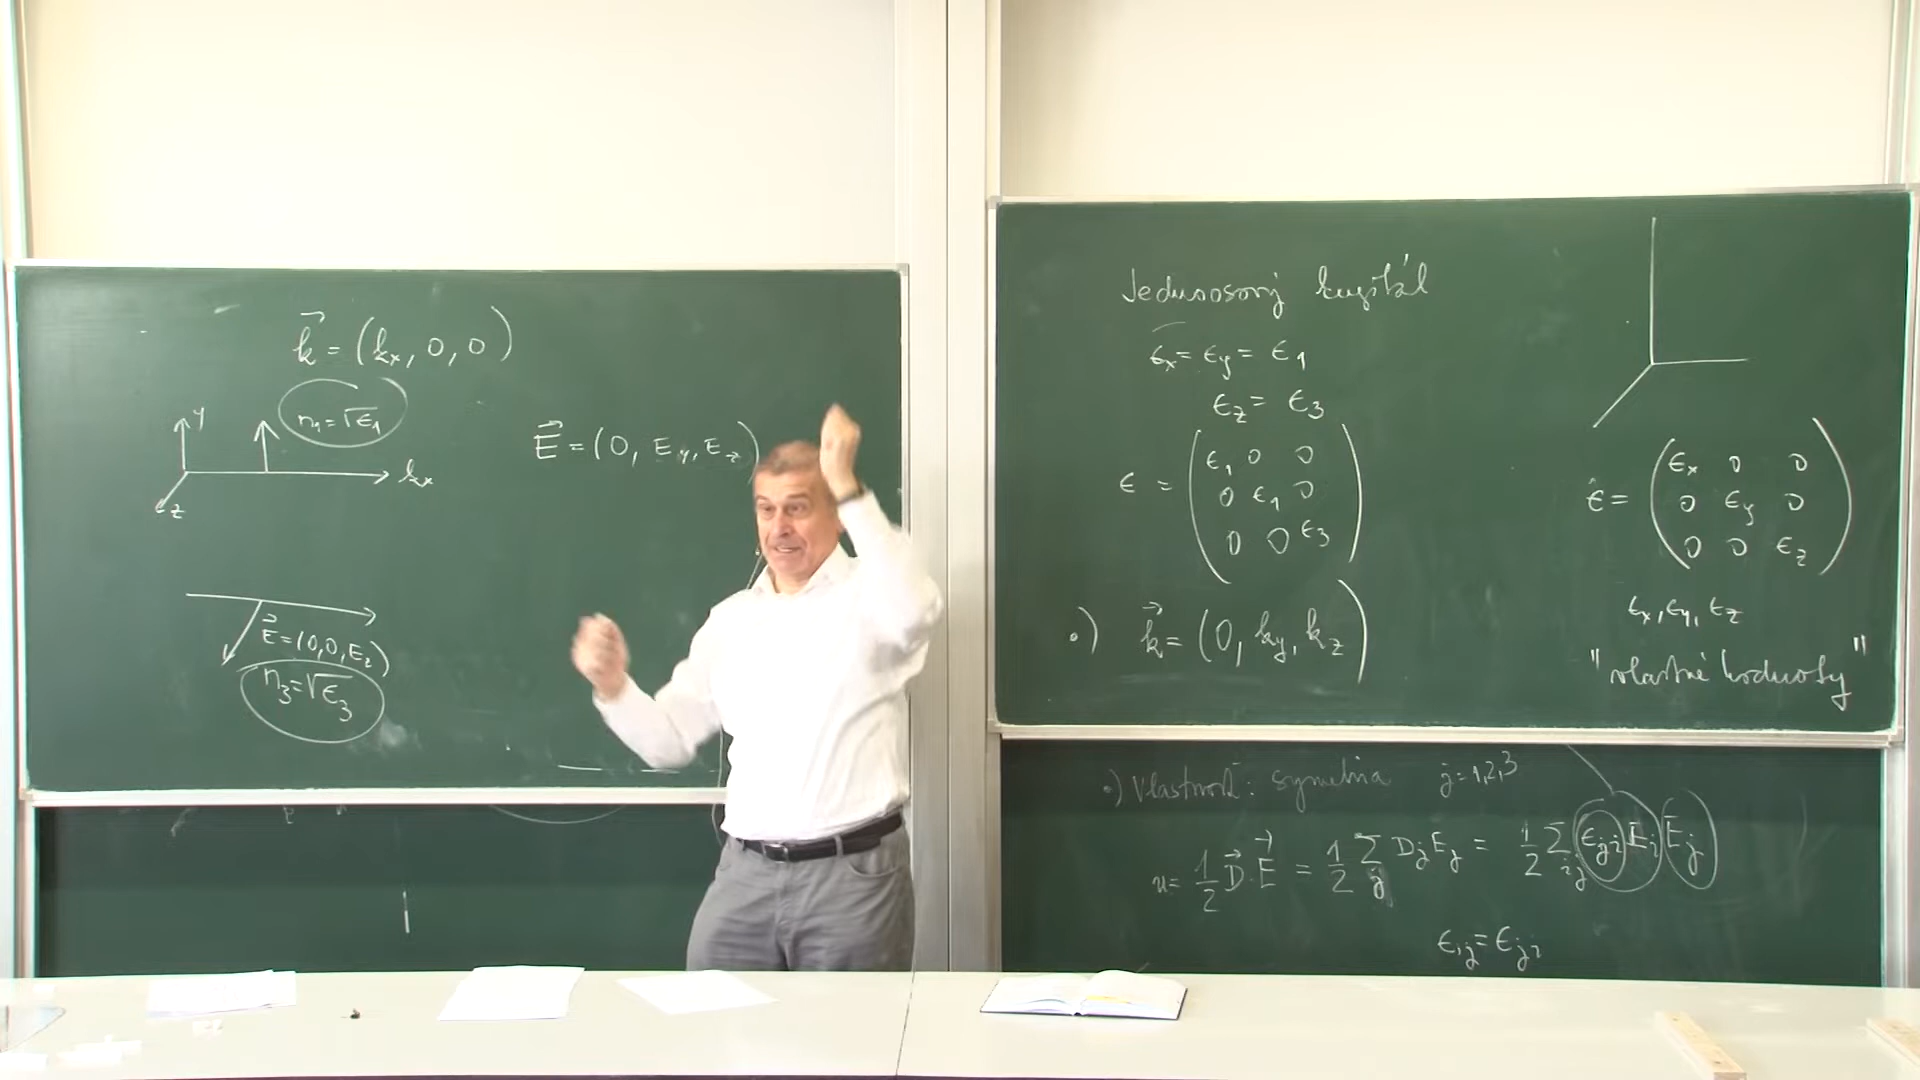 k⃗ = (kx, 0, 0)
n₁ = √ϵ₁
y
kx
z
E⃗ = (0, Ey, Ez)
E⃗ = (0,0,Ez)
n₃ = √ϵ₃
Jednoosový kryštál
ϵx = ϵy = ϵ₁
ϵz = ϵ₃
ϵ = (ϵ₁ 0 0
0 ϵ₁ 0
0 0 ϵ₃)
•) k⃗ = (0, ky, kz)
ϵ̂ = (ϵx 0 0
0 ϵy 0
0 0 ϵz)
ϵx, ϵy, ϵz
"vlastné hodnoty"
•) Vlastnosť: symetria j=1,2,3
u = 1/2 D⃗·E⃗ = 1/2 ∑j Dj Ej = 1/2 ∑ij ϵji Ei Ej
ϵij = ϵji